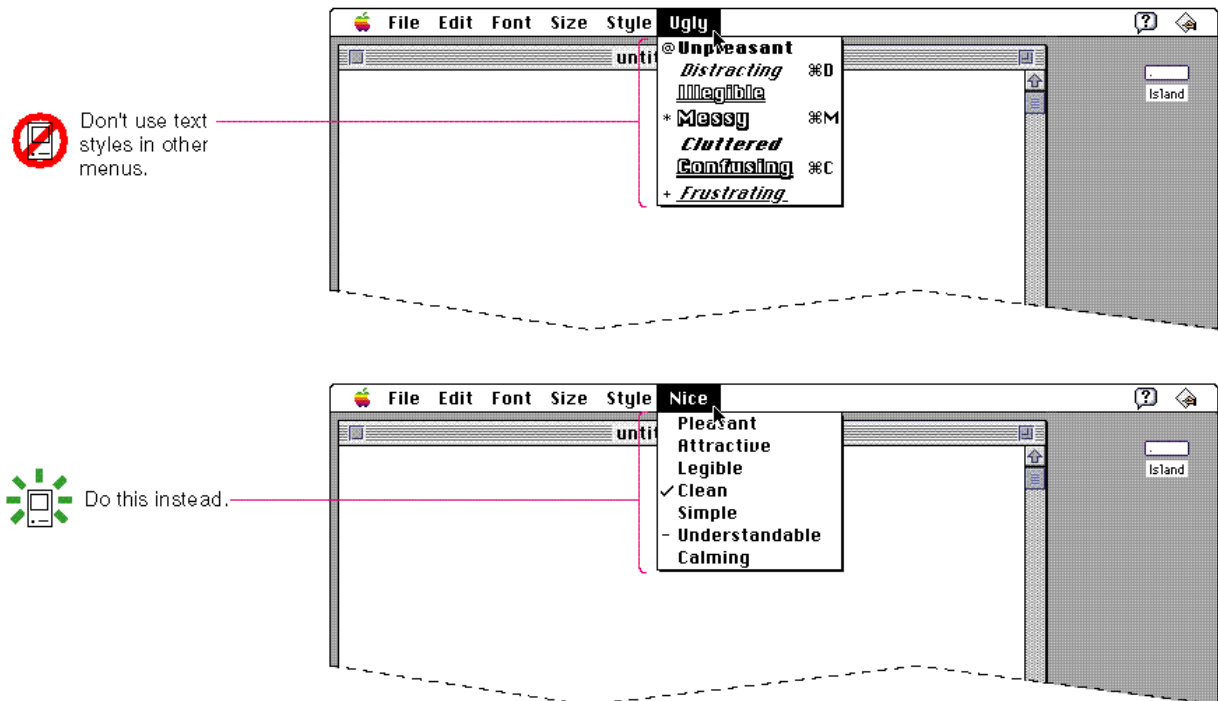 File Edit Font Size Style Ugly
untit
@ Unpleasant
Distracting ⌘D
Illegible
* Messy ⌘M
Cluttered
Confusing ⌘C
+ Frustrating
Island
Don't use text
styles in other
menus.
File Edit Font Size Style Nice
untit
Pleasant
Attractive
Legible
✓ Clean
Simple
- Understandable
Calming
Island
Do this instead.